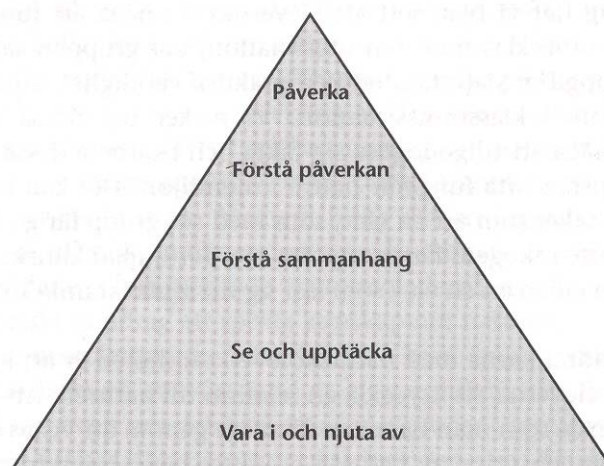 Påverka
Förstå påverkan
Förstå sammanhang
Se och upptäcka
Vara i och njuta av